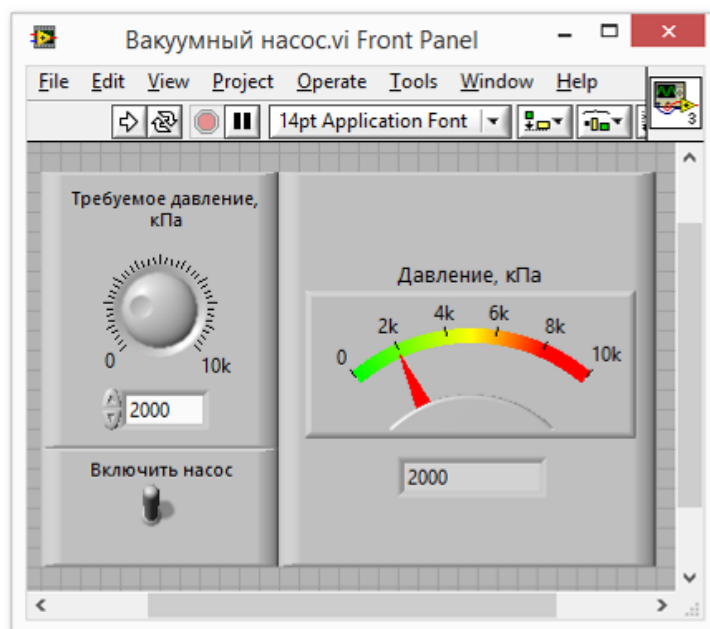 Вакуумный насос.vi Front Panel
File Edit View Project Operate Tools Window Help
14pt Application Font
3
Требуемое давление,
кПа
0 10k
2000
Включить насос
Давление, кПа
0 2k 4k 6k 8k 10k
2000